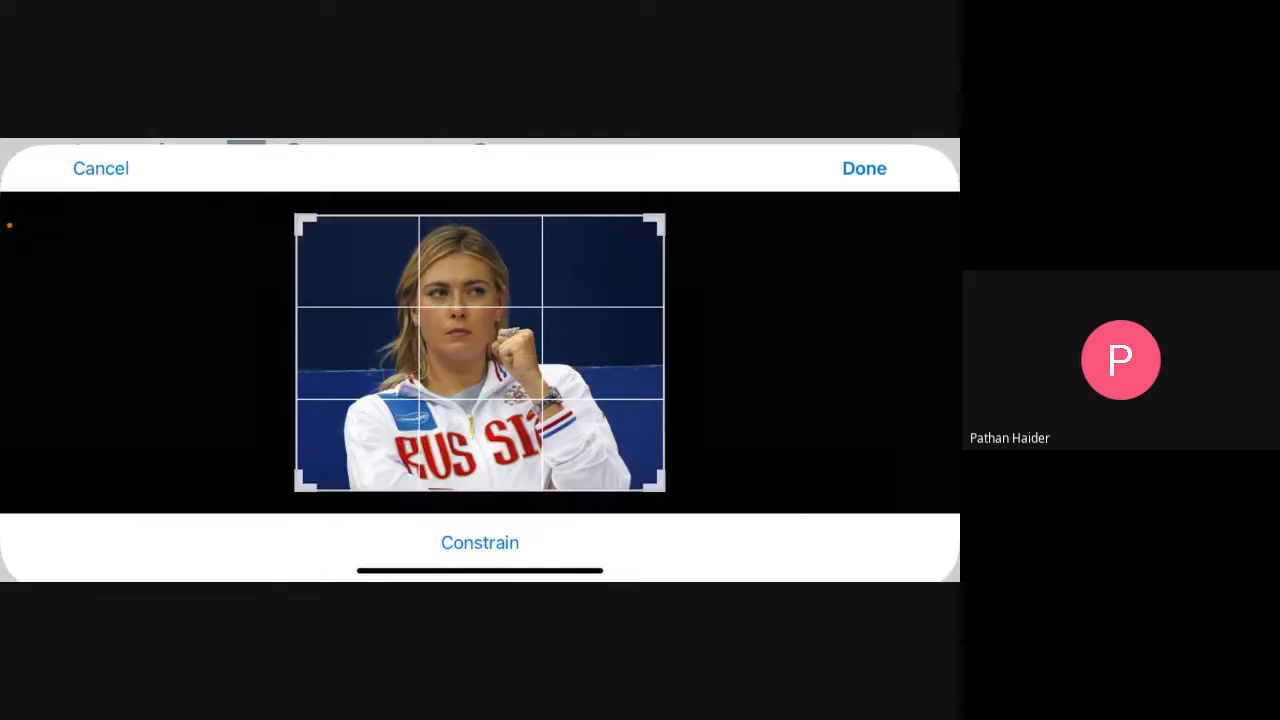 Cancel
Done
RUS SI
Constrain
P
Pathan Haider